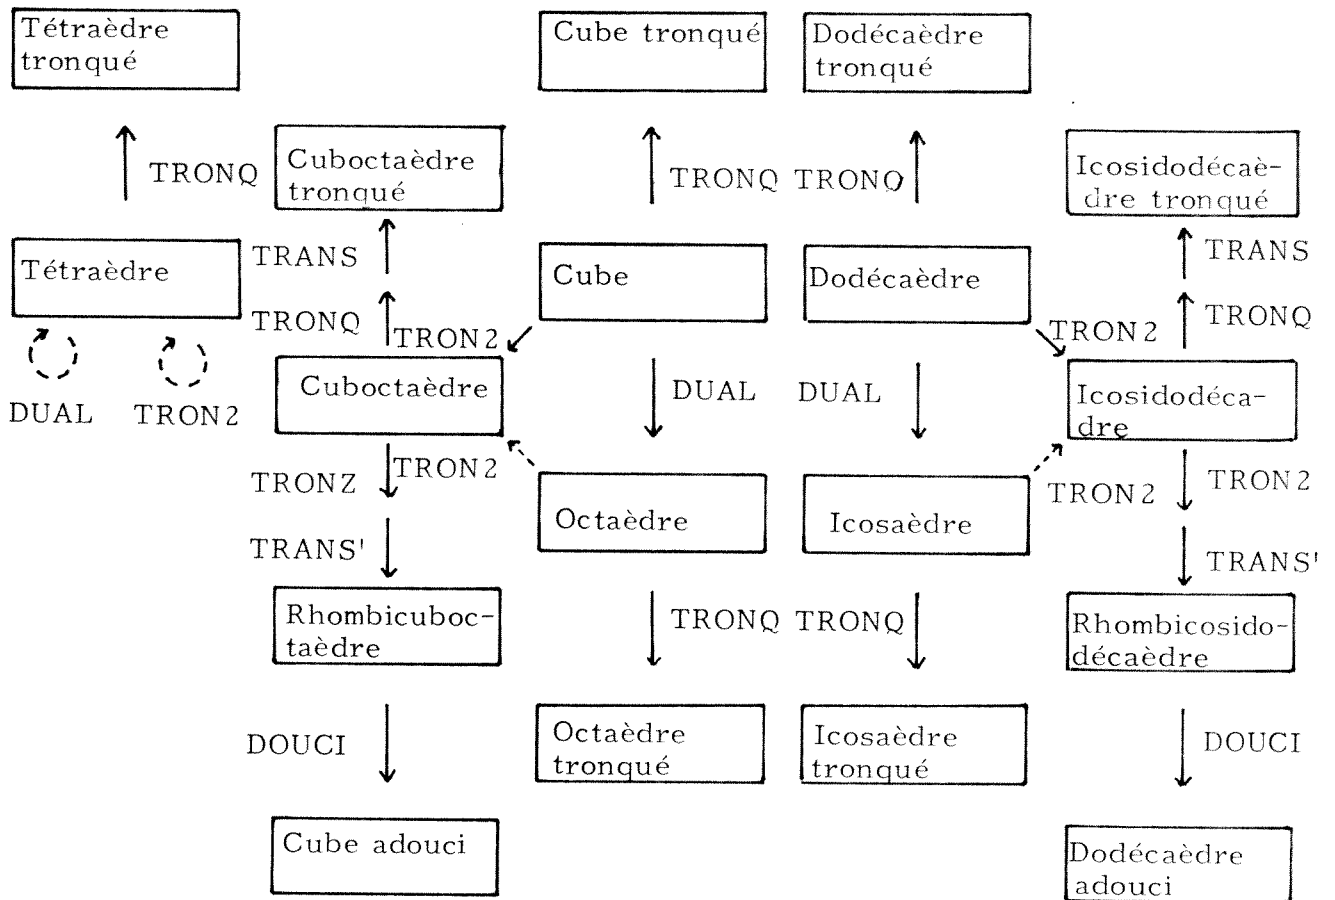 Tétraèdre
tronqué
Cube tronqué
Dodécaèdre
tronqué
TRONQ
Cuboctaèdre
tronqué
TRONQ
TRONQ
Icosidodécaè-
dre tronqué
Tétraèdre
TRANS
TRONQ
Cube
Dodécaèdre
TRANS
TRONQ
DUAL
TRON2
TRON2
Cuboctaèdre
DUAL
DUAL
TRON2
Icosidodéca-
dre
TRONZ
TRON2
TRANS'
Octaèdre
Icosaèdre
TRON2
TRON2
TRANS'
Rhombicuboc-
taèdre
TRONQ
TRONQ
Rhombicosido-
décaèdre
DOUCI
Octaèdre
tronqué
Icosaèdre
tronqué
DOUCI
Cube adouci
Dodécaèdre
adouci